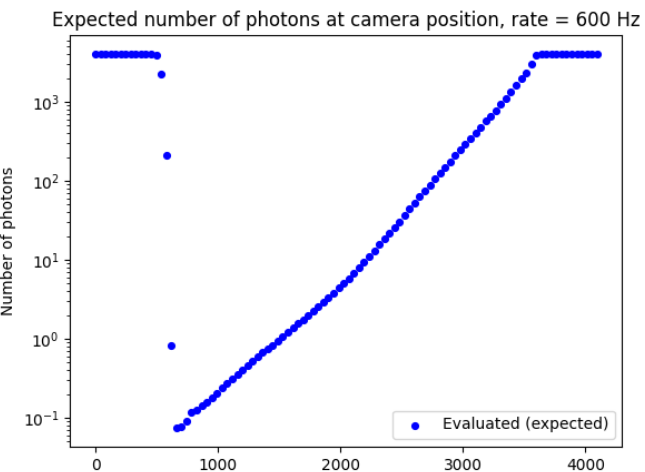 Expected number of photons at camera position, rate = 600 Hz
Number of photons
10³
10²
10¹
10⁰
10⁻¹
Evaluated (expected)
0 1000 2000 3000 4000